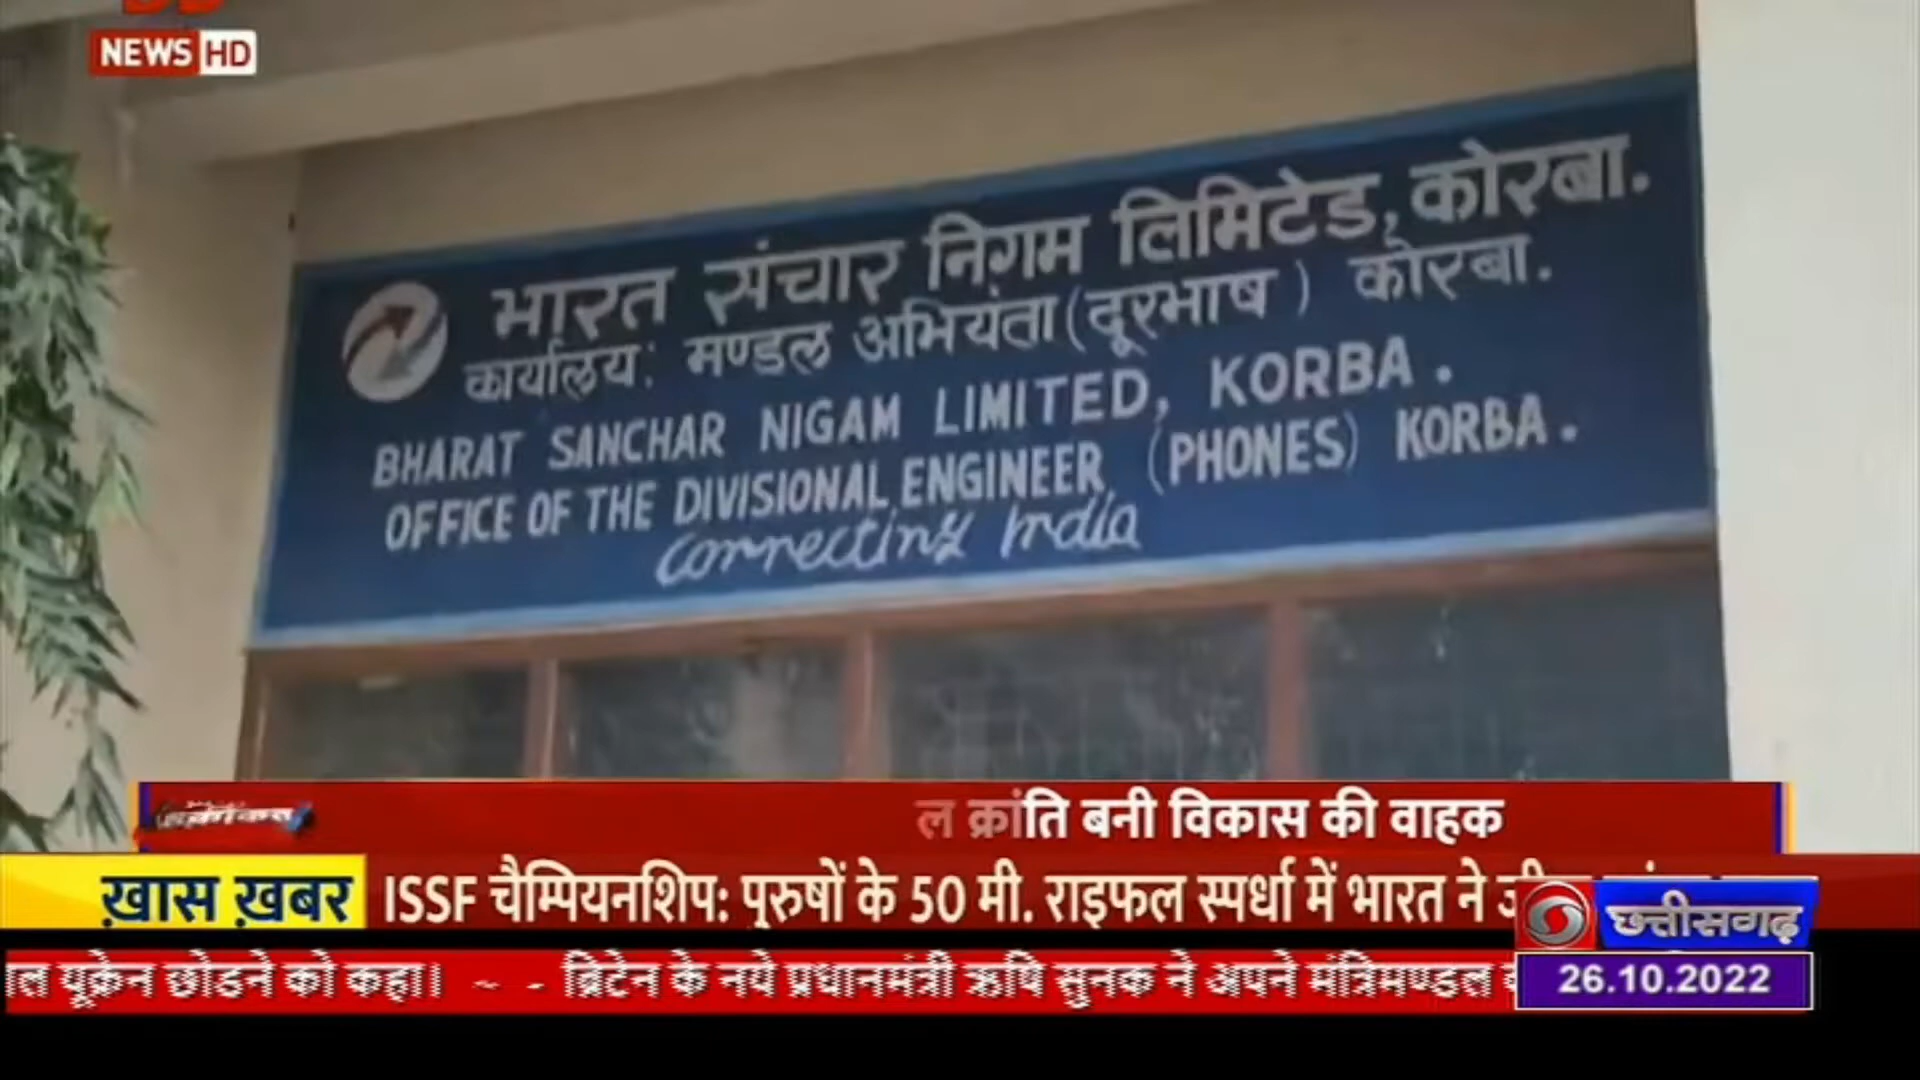 NEWS HD
भारत संचार निगम लिमिटेड, कोरबा.
कार्यालय: मण्डल अभियंता (दूरभाष) कोरबा.
BHARAT SANCHAR NIGAM LIMITED, KORBA.
OFFICE OF THE DIVISIONAL ENGINEER (PHONES) KORBA.
Connecting India
ल क्रांति बनी विकास की वाहक
ख़ास ख़बर
ISSF चैम्पियनशिप: पुरुषों के 50 मी. राइफल स्पर्धा में भारत ने
छत्तीसगढ़
ल यूक्रेन छोडने को कहा। ~ - - ब्रिटेन के नये प्रधानमंत्री ऋषि सुनक ने अपने मंत्रिमण्डल
26.10.2022